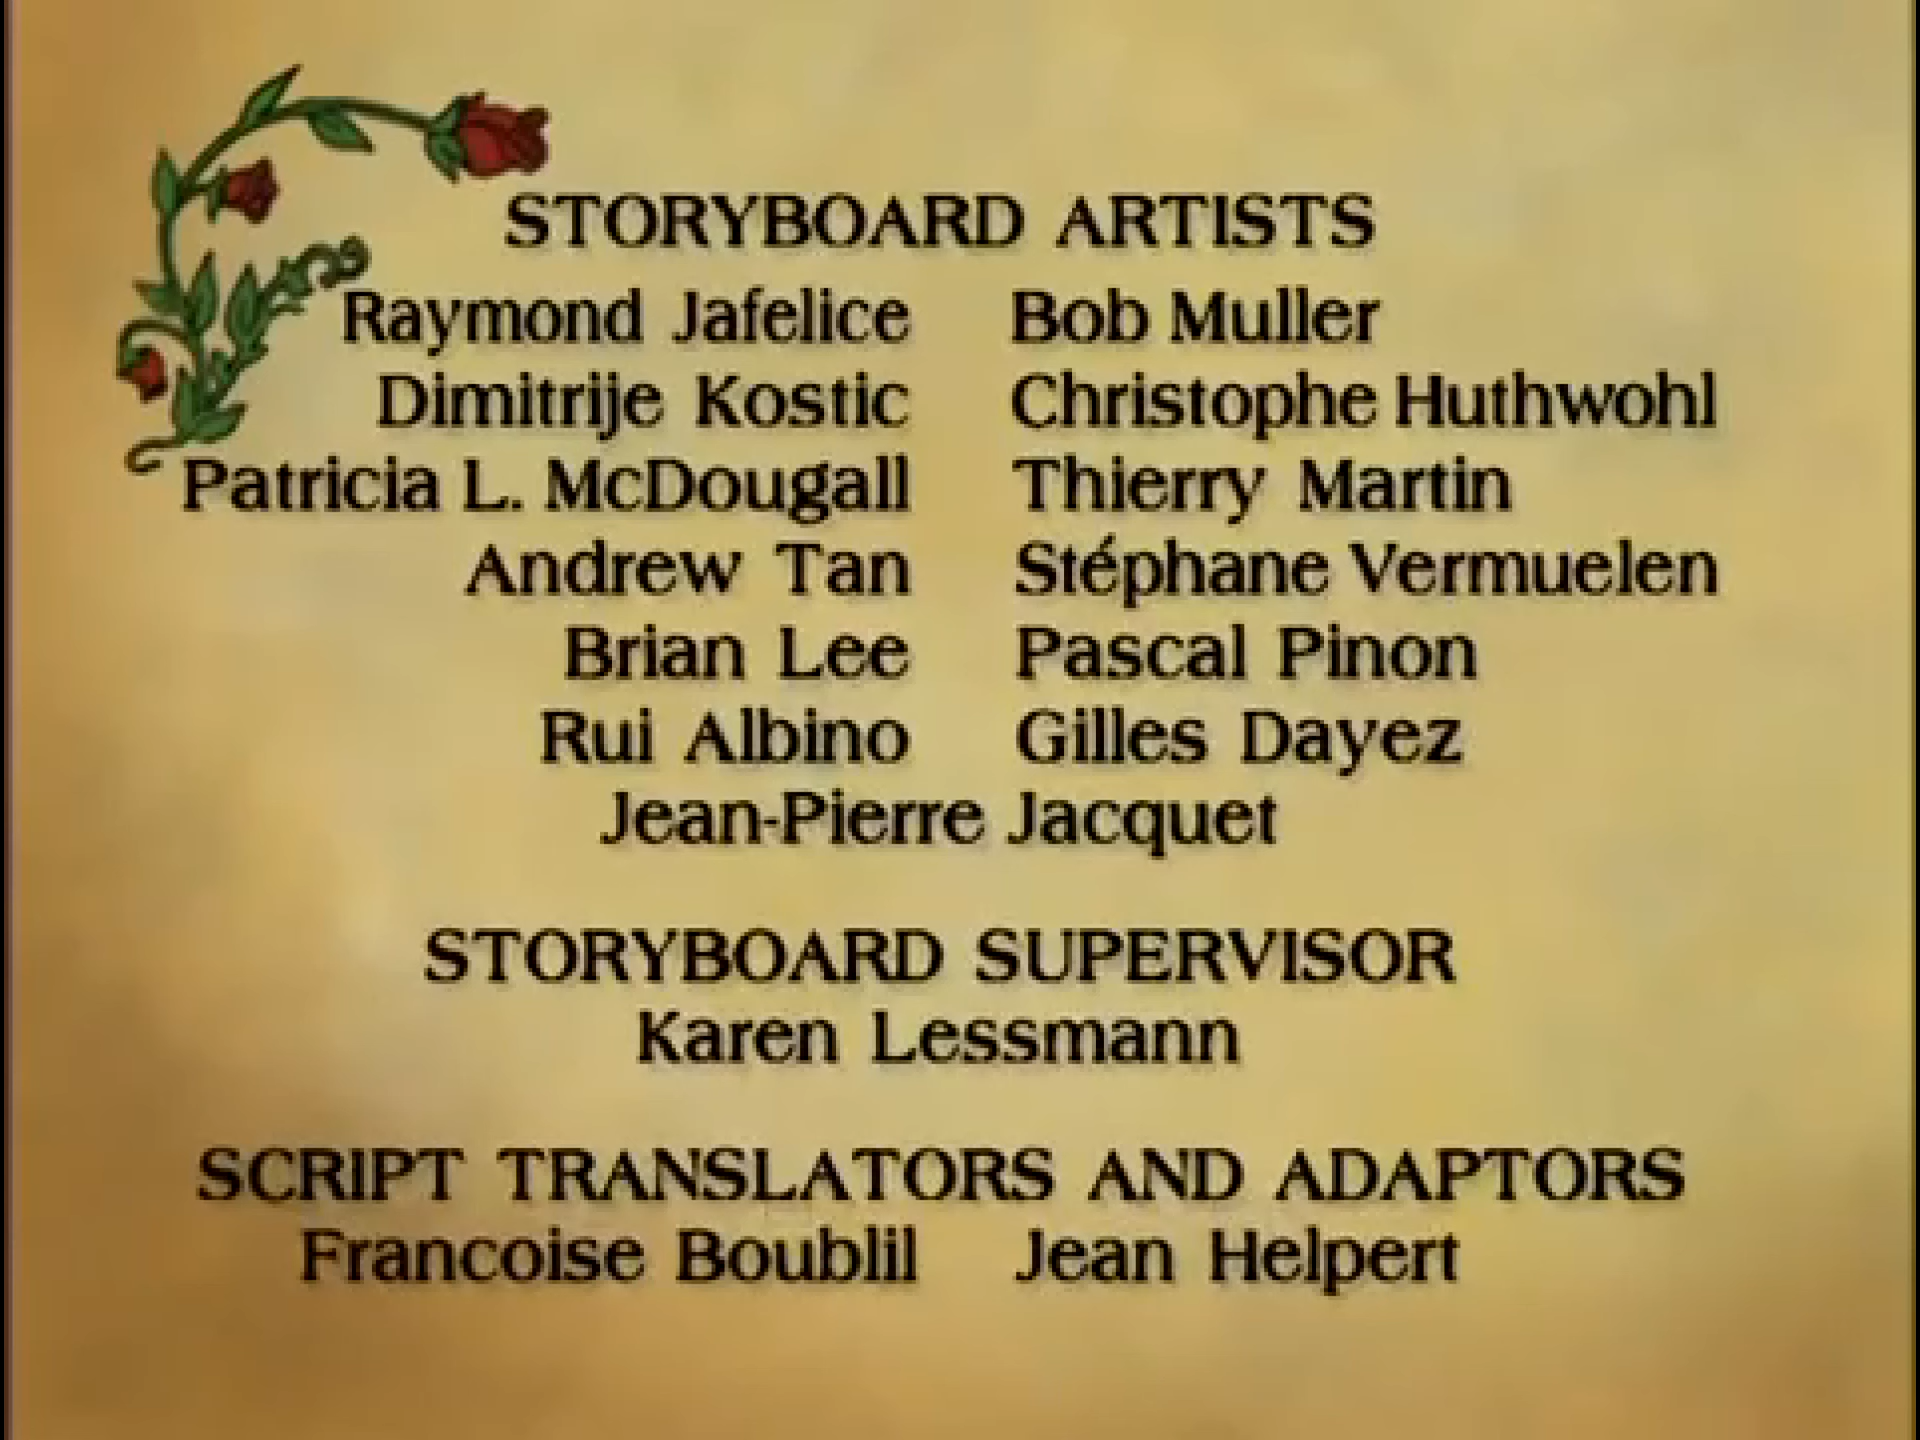 STORYBOARD ARTISTS
Raymond Jafelice Bob Muller
Dimitrije Kostic Christophe Huthwohl
Patricia L. McDougall Thierry Martin
Andrew Tan Stéphane Vermuelen
Brian Lee Pascal Pinon
Rui Albino Gilles Dayez
Jean-Pierre Jacquet
STORYBOARD SUPERVISOR
Karen Lessmann
SCRIPT TRANSLATORS AND ADAPTORS
Francoise Boublil Jean Helpert